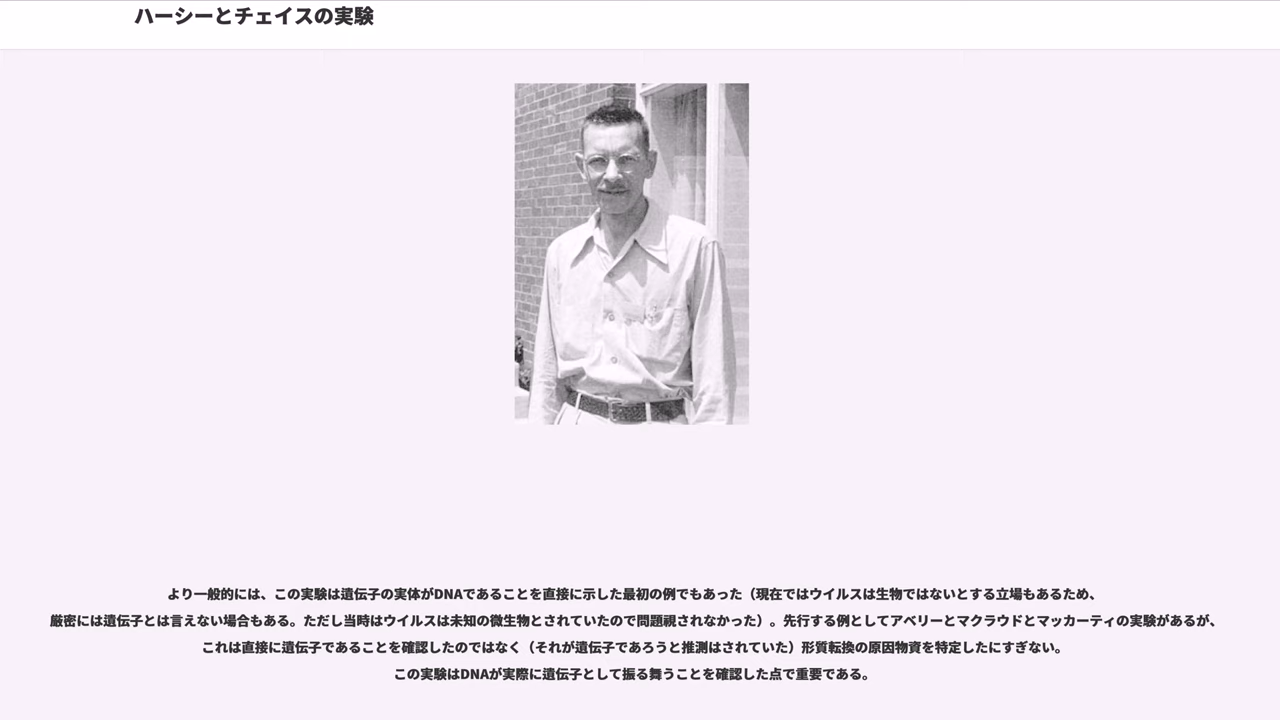 ハーシーとチェイスの実験
より一般的には、この実験は遺伝子の実体がDNAであることを直接に示した最初の例でもあった（現在ではウイルスは生物ではないとする立場もあるため、
厳密には遺伝子とは言えない場合もある。ただし当時はウイルスは未知の微生物とされていたので問題視されなかった）。先行する例としてアベリーとマクラウドとマッカーティの実験があるが、
これは直接に遺伝子であることを確認したのではなく（それが遺伝子であろうと推測はされていた）形質転換の原因物資を特定したにすぎない。
この実験はDNAが実際に遺伝子として振る舞うことを確認した点で重要である。